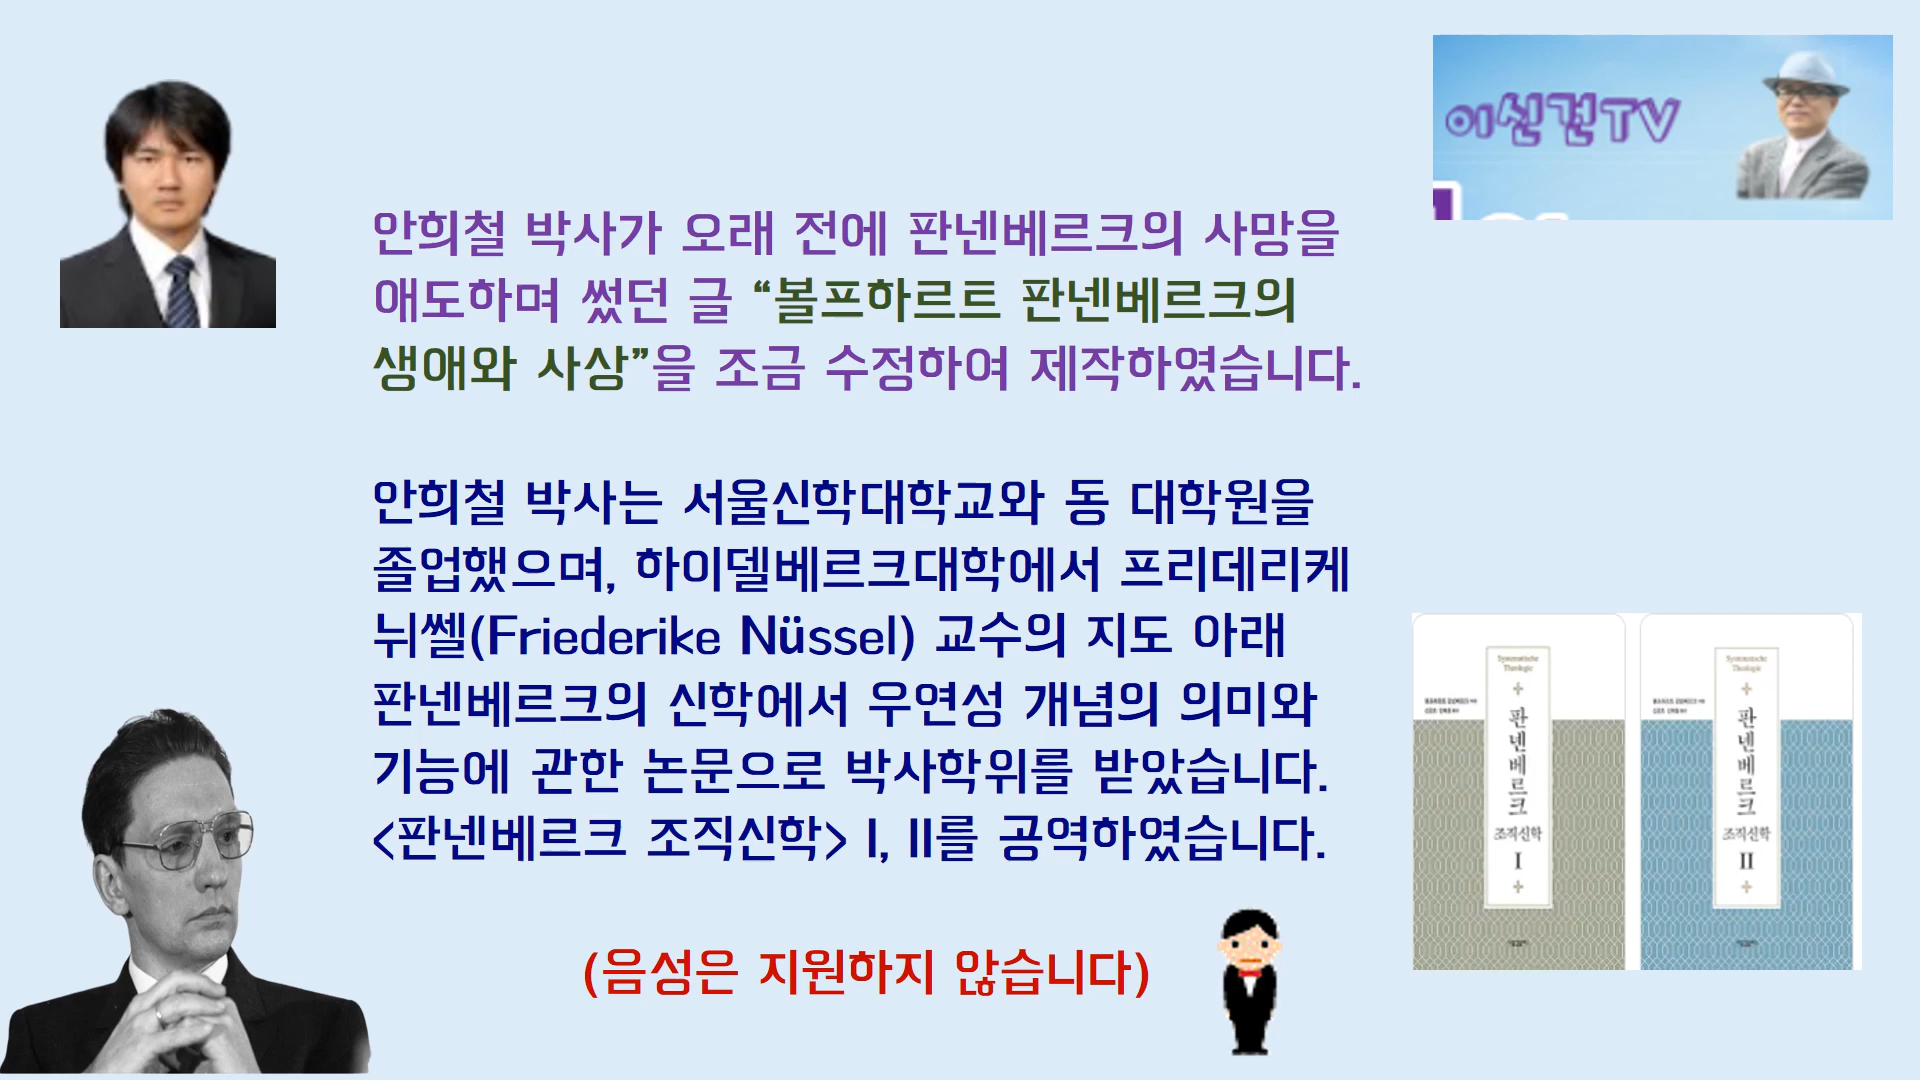 이신건TV
안희철 박사가 오래 전에 판넨베르크의 사망을
애도하며 썼던 글 “볼프하르트 판넨베르크의
생애와 사상”을 조금 수정하여 제작하였습니다.
안희철 박사는 서울신학대학교와 동 대학원을
졸업했으며, 하이델베르크대학에서 프리데리케
뉘쎌(Friederike Nüssel) 교수의 지도 아래
판넨베르크의 신학에서 우연성 개념의 의미와
기능에 관한 논문으로 박사학위를 받았습니다.
<판넨베르크 조직신학> I, II를 공역하였습니다.
(음성은 지원하지 않습니다)
Systematische
Theologie
판넨베르크
조직신학
I
Systematische
Theologie
판넨베르크
조직신학
II